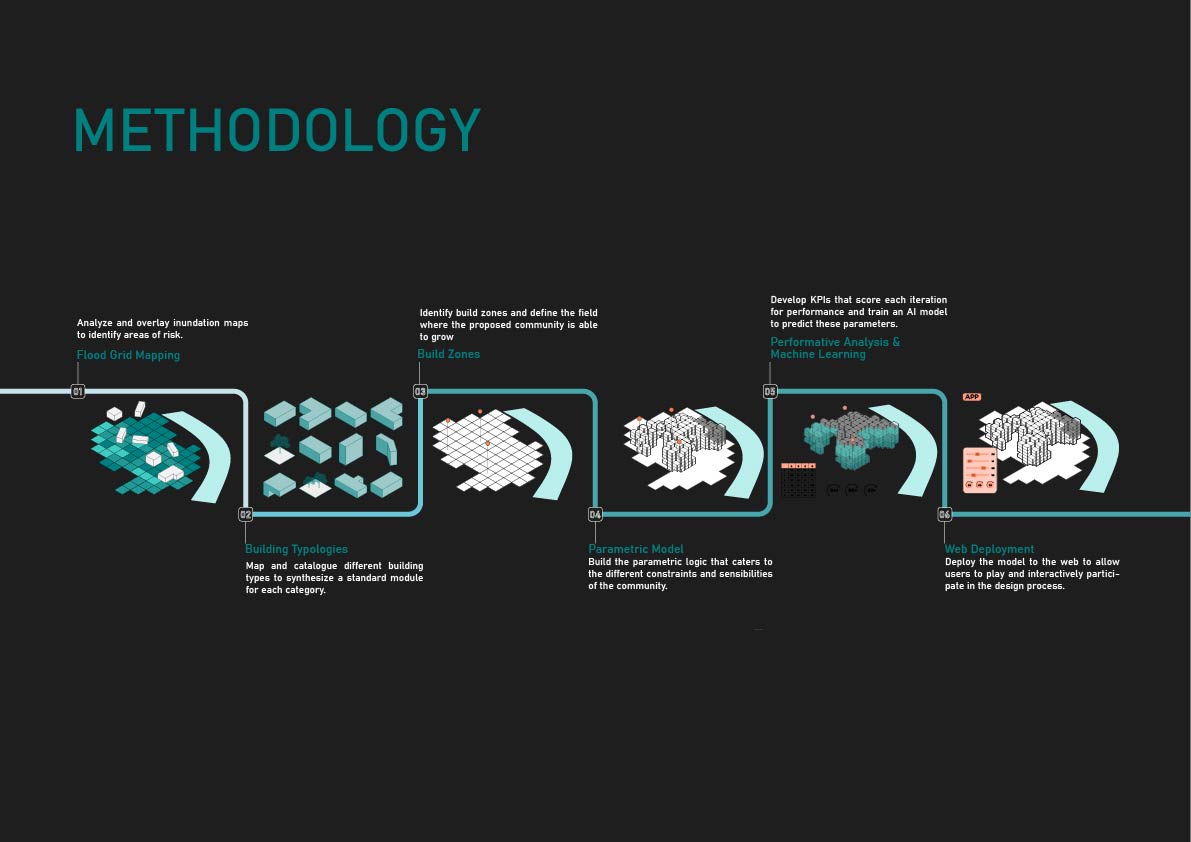 METHODOLOGY
Analyze and overlay inundation maps
to identify areas of risk.
Flood Grid Mapping
01
02
Building Typologies
Map and catalogue different building
types to synthesize a standard module
for each category.
Identify build zones and define the field
where the proposed community is able
to grow
Build Zones
03
04
Parametric Model
Build the parametric logic that caters to
the different constraints and sensibilities
of the community.
Develop KPIs that score each iteration
for performance and train an AI model
to predict these parameters.
Performative Analysis &
Machine Learning
05
APP
06
Web Deployment
Deploy the model to the web to allow
users to play and interactively partici-
pate in the design process.